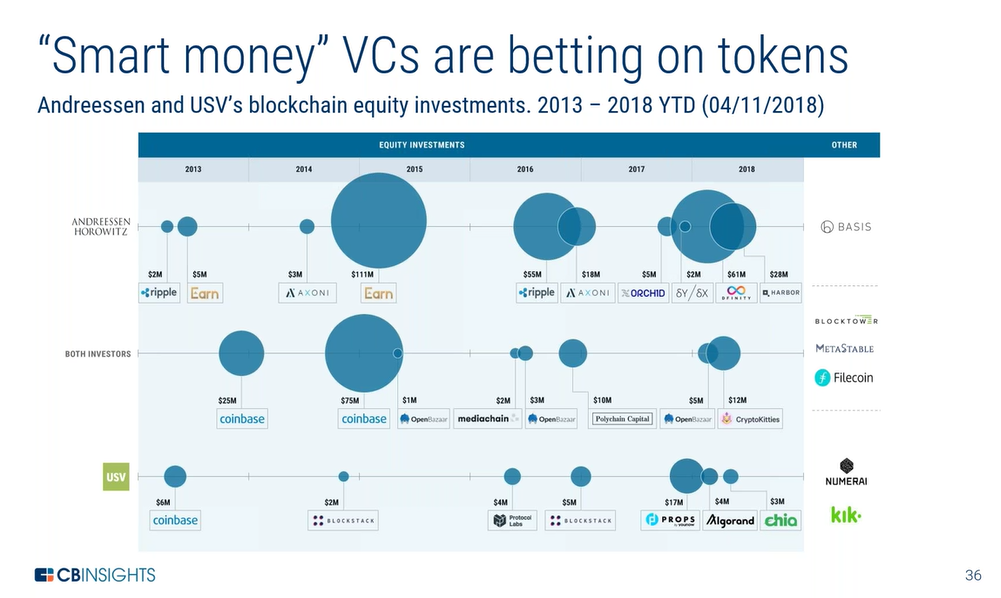 “Smart money” VCs are betting on tokens
Andreessen and USV’s blockchain equity investments. 2013 – 2018 YTD (04/11/2018)
EQUITY INVESTMENTS
OTHER
2013
2014
2015
2016
2017
2018
ANDREESSEN
HOROWITZ
$2M
$5M
$3M
$111M
$55M
$18M
$5M
$2M
$61M
$28M
ripple
Earn
AXONI
Earn
ripple
AXONI
ORCHID
δY/δX
DFINITY
HARBOR
BASIS
BOTH INVESTORS
$25M
$75M
$1M
$2M
$3M
$10M
$5M
$12M
coinbase
coinbase
OpenBazaar
mediachain
OpenBazaar
Polychain Capital
OpenBazaar
CryptoKitties
BLOCKTOWER
METASTABLE
Filecoin
USV
$6M
$2M
$4M
$5M
$17M
$4M
$3M
coinbase
BLOCKSTACK
Protocol
Labs
BLOCKSTACK
PROPS
Algorand
chia
NUMERAI
kik
CBINSIGHTS
36